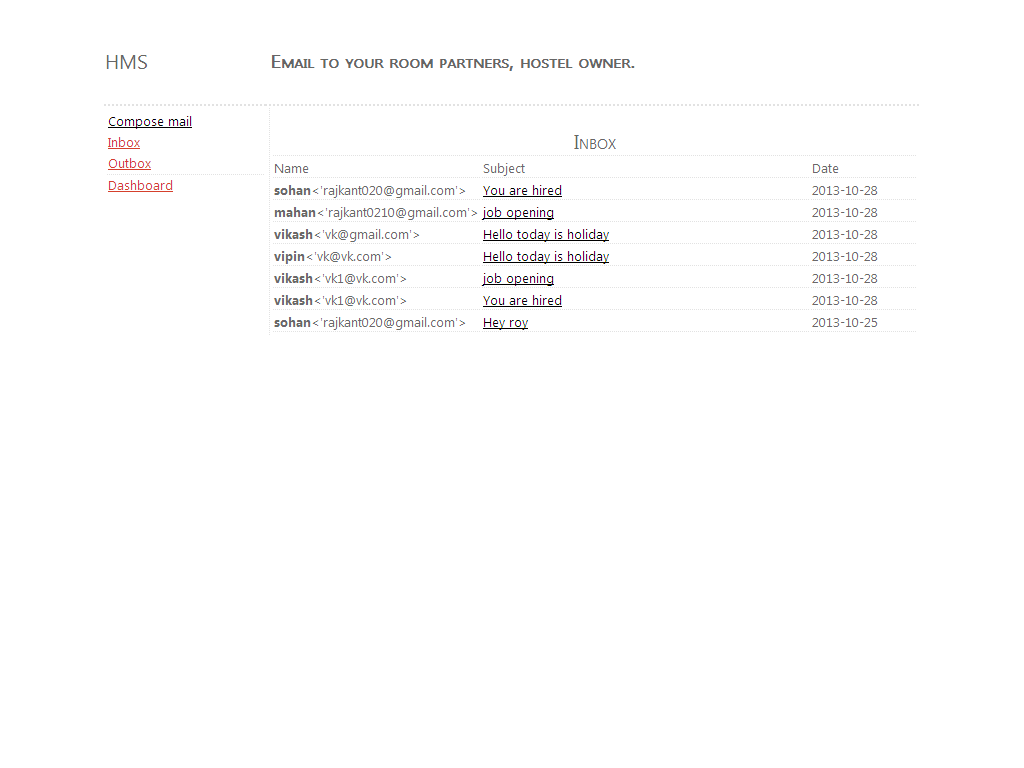 HMS
Email to your room partners, hostel owner.
Compose mail
Inbox
Outbox
Dashboard
Inbox
Name Subject Date
sohan<'rajkant020@gmail.com'> You are hired 2013-10-28
mahan<'rajkant0210@gmail.com'> job opening 2013-10-28
vikash<'vk@gmail.com'> Hello today is holiday 2013-10-28
vipin<'vk@vk.com'> Hello today is holiday 2013-10-28
vikash<'vk1@vk.com'> job opening 2013-10-28
vikash<'vk1@vk.com'> You are hired 2013-10-28
sohan<'rajkant020@gmail.com'> Hey roy 2013-10-25